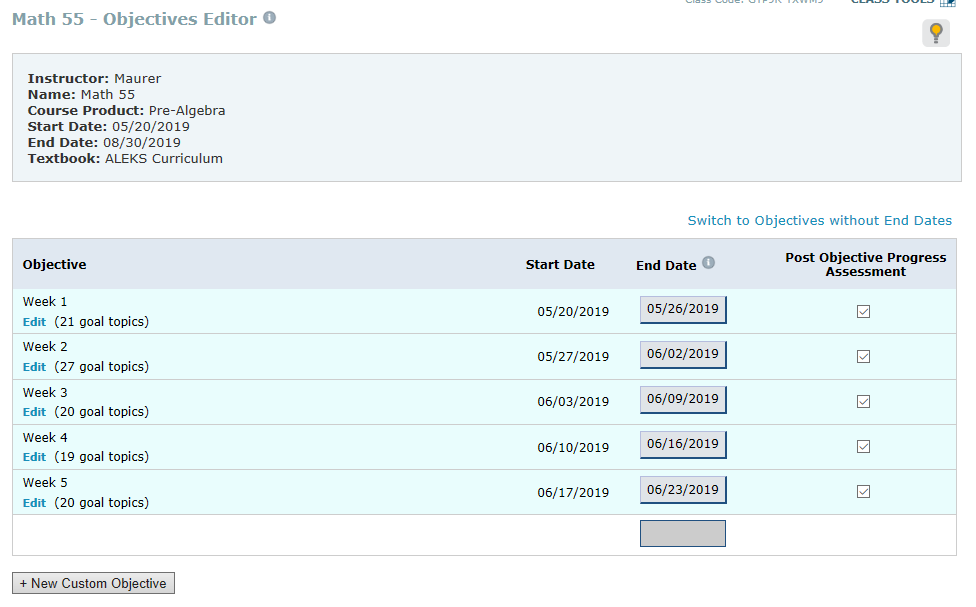 CLASS TOOLS
Math 55 - Objectives Editor
Instructor: Maurer
Name: Math 55
Course Product: Pre-Algebra
Start Date: 05/20/2019
End Date: 08/30/2019
Textbook: ALEKS Curriculum
Switch to Objectives without End Dates
Objective Start Date End Date Post Objective Progress
Assessment
Week 1
05/20/2019 05/26/2019
Edit (21 goal topics)
Week 2
05/27/2019 06/02/2019
Edit (27 goal topics)
Week 3
06/03/2019 06/09/2019
Edit (20 goal topics)
Week 4
06/10/2019 06/16/2019
Edit (19 goal topics)
Week 5
06/17/2019 06/23/2019
Edit (20 goal topics)
+ New Custom Objective